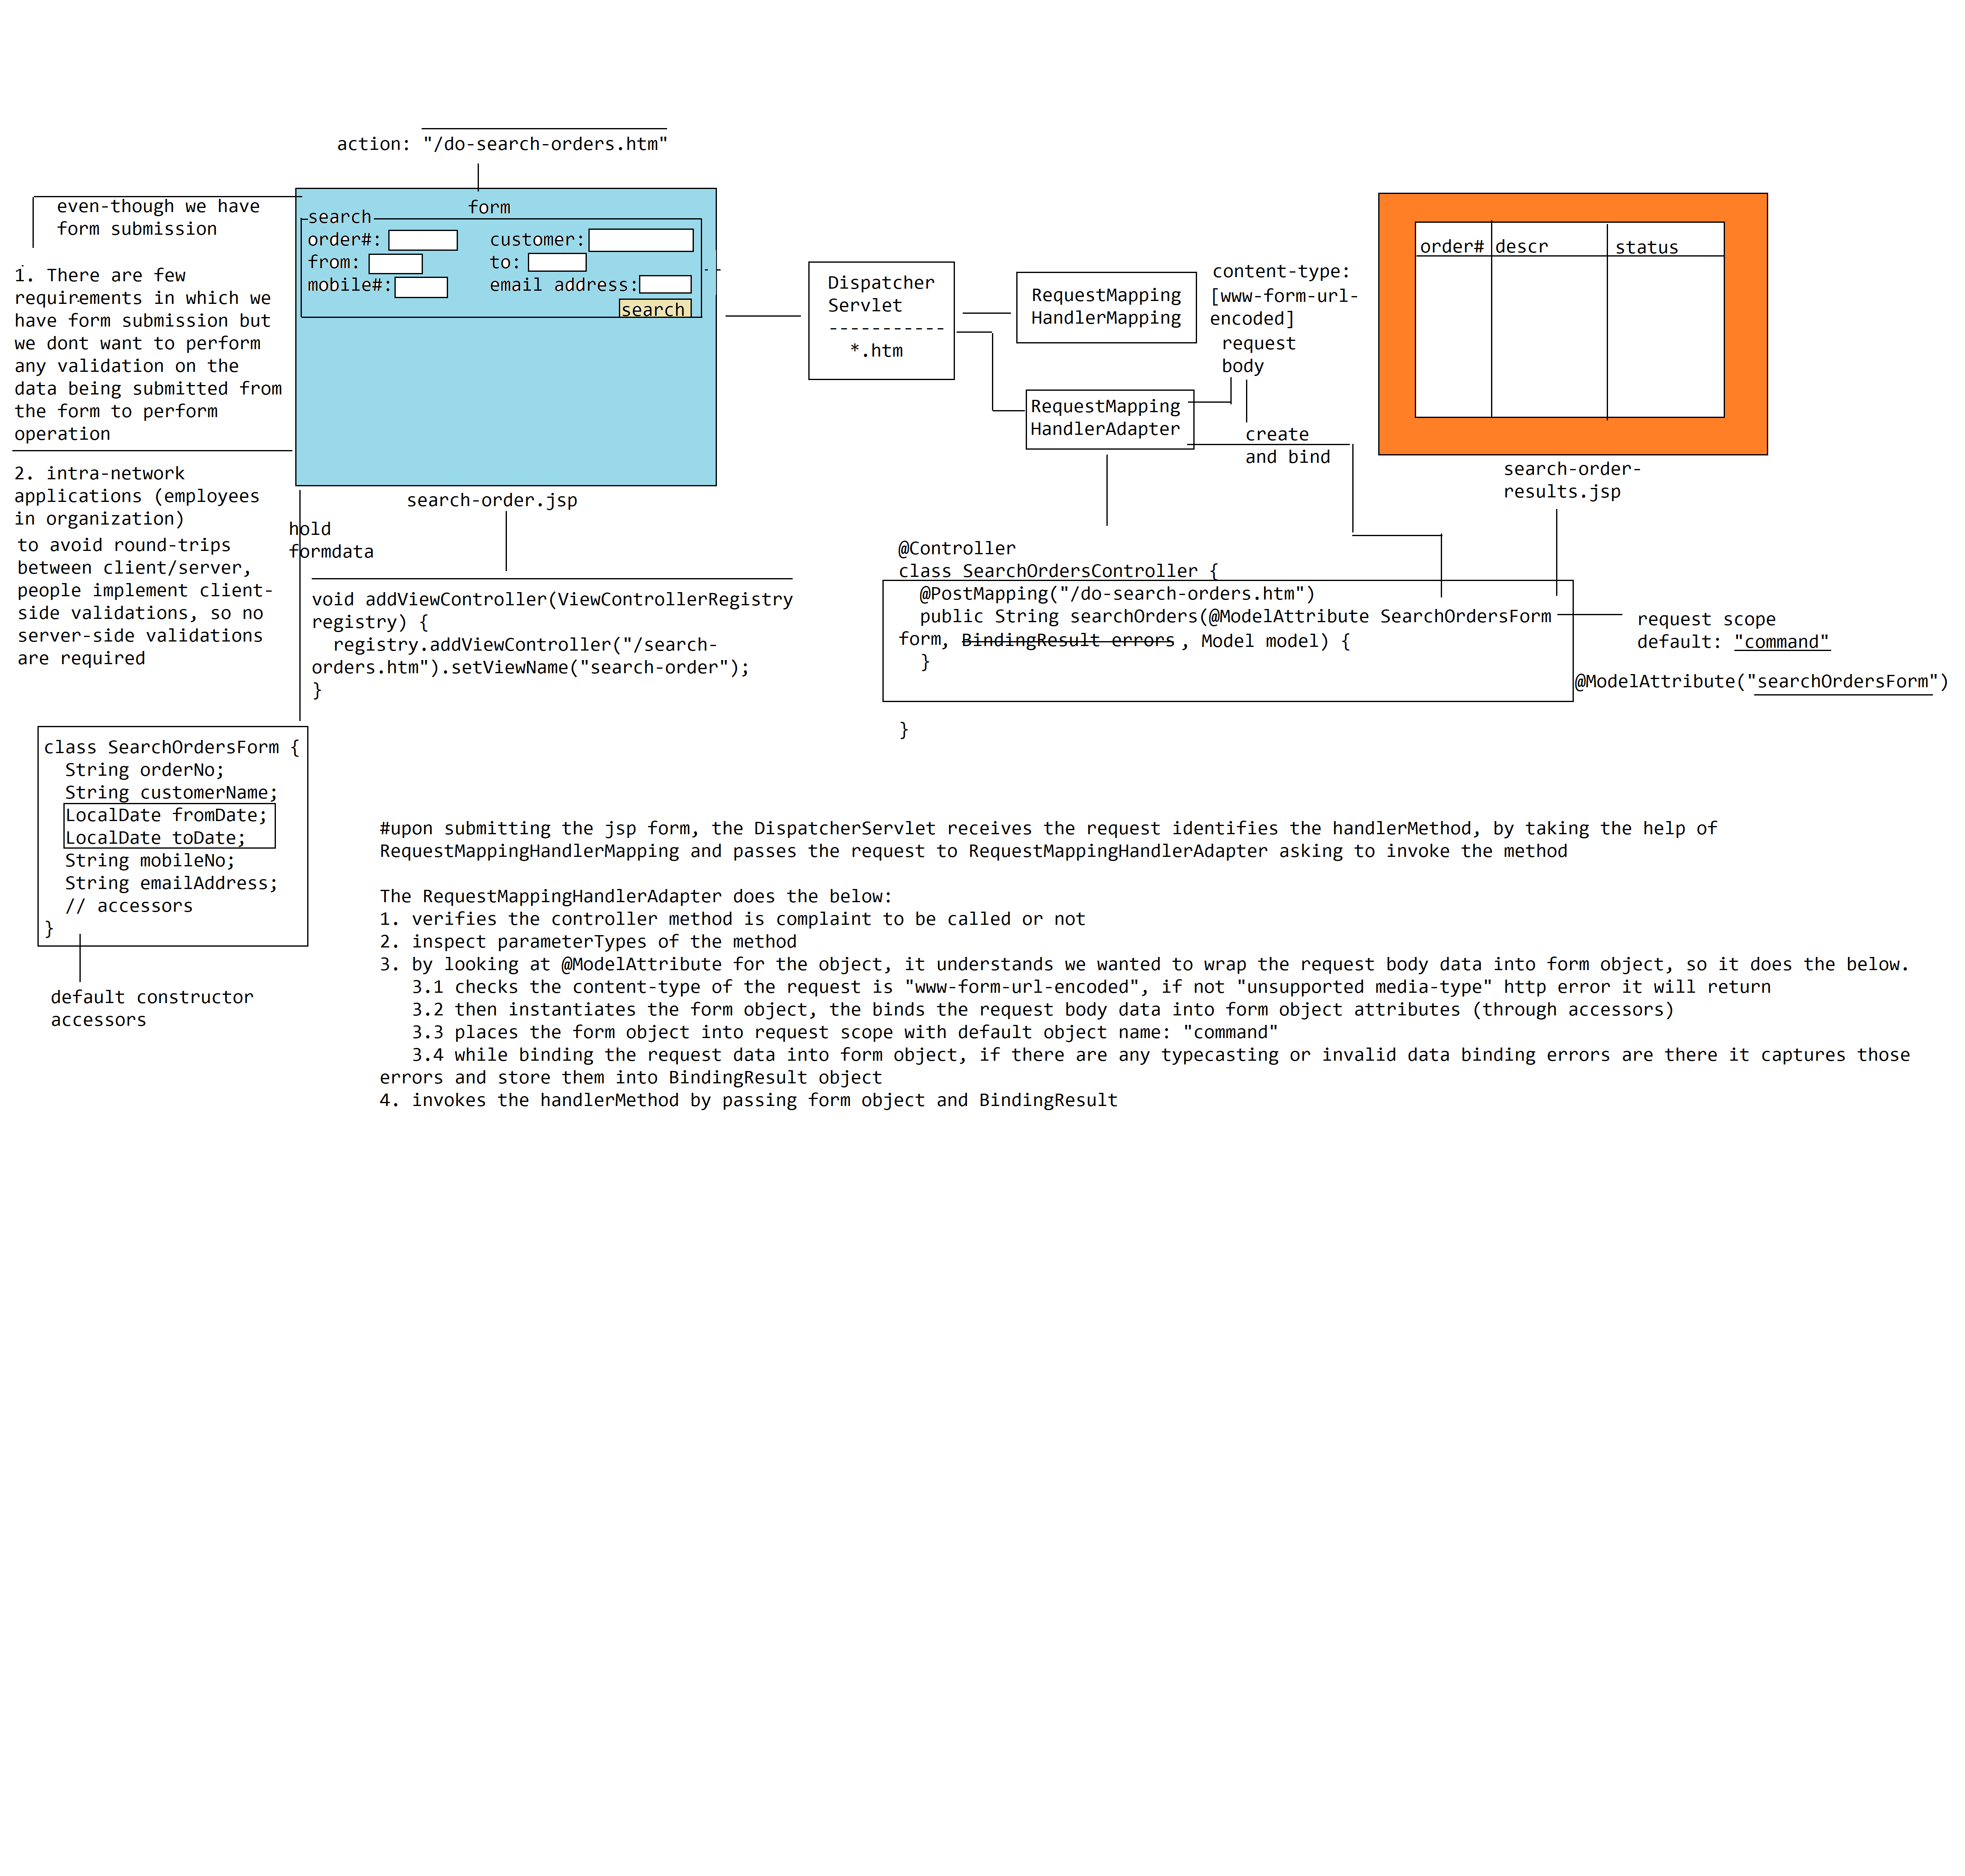 action: "/do-search-orders.htm"
even-though we have
form submission
1. There are few
requirements in which we
have form submission but
we dont want to perform
any validation on the
data being submitted from
the form to perform
operation
2. intra-network
applications (employees
in organization)
to avoid round-trips
between client/server,
people implement client-
side validations, so no
server-side validations
are required
form
search
order#: customer:
from: to:
mobile#: email address:
search
search-order.jsp
hold
formdata
void addViewController(ViewControllerRegistry
registry) {
registry.addViewController("/search-
orders.htm").setViewName("search-order");
}
Dispatcher
Servlet
-----------
*.htm
RequestMapping
HandlerMapping
RequestMapping
HandlerAdapter
content-type:
[www-form-url-
encoded]
request
body
create
and bind
order# descr status
search-order-
results.jsp
@Controller
class SearchOrdersController {
@PostMapping("/do-search-orders.htm")
public String searchOrders(@ModelAttribute SearchOrdersForm
form, BindingResult errors , Model model) {
}
}
request scope
default: "command"
@ModelAttribute("searchOrdersForm")
class SearchOrdersForm {
String orderNo;
String customerName;
LocalDate fromDate;
LocalDate toDate;
String mobileNo;
String emailAddress;
// accessors
}
default constructor
accessors
#upon submitting the jsp form, the DispatcherServlet receives the request identifies the handlerMethod, by taking the help of
RequestMappingHandlerMapping and passes the request to RequestMappingHandlerAdapter asking to invoke the method
The RequestMappingHandlerAdapter does the below:
1. verifies the controller method is complaint to be called or not
2. inspect parameterTypes of the method
3. by looking at @ModelAttribute for the object, it understands we wanted to wrap the request body data into form object, so it does the below.
3.1 checks the content-type of the request is "www-form-url-encoded", if not "unsupported media-type" http error it will return
3.2 then instantiates the form object, the binds the request body data into form object attributes (through accessors)
3.3 places the form object into request scope with default object name: "command"
3.4 while binding the request data into form object, if there are any typecasting or invalid data binding errors are there it captures those
errors and store them into BindingResult object
4. invokes the handlerMethod by passing form object and BindingResult